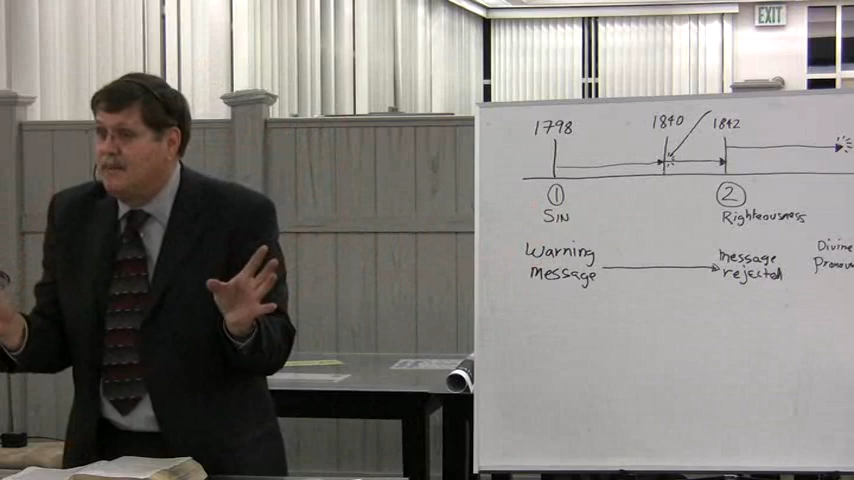 EXIT
1798 1840 1842
① ②
SIN Righteousness
Warning message Divine
message rejected